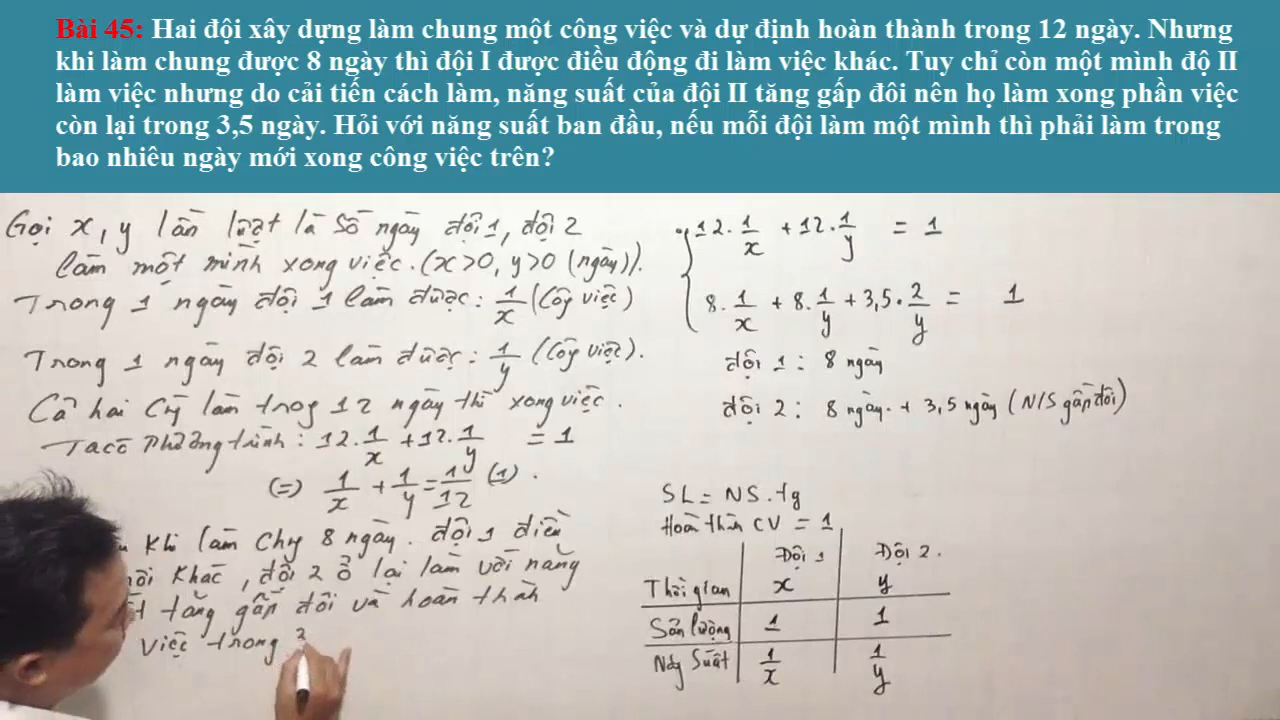 Bài 45: Hai đội xây dựng làm chung một công việc và dự định hoàn thành trong 12 ngày. Nhưng
khi làm chung được 8 ngày thì đội I được điều động đi làm việc khác. Tuy chỉ còn một mình độ II
làm việc nhưng do cải tiến cách làm, năng suất của đội II tăng gấp đôi nên họ làm xong phần việc
còn lại trong 3,5 ngày. Hỏi với năng suất ban đầu, nếu mỗi đội làm một mình thì phải làm trong
bao nhiêu ngày mới xong công việc trên?
Gọi x, y lần lượt là số ngày đội 1, đội 2
làm một mình xong việc. (x>0, y>0 (ngày)).
Trong 1 ngày đội 1 làm được: 1/x (Côy việc)
Trong 1 ngày đội 2 làm được: 1/y (Côy việc).
Cả hai Cỳ làm trog 12 ngày thì xong việc.
Ta có phương trình: 12. 1/x + 12. 1/y = 1
(=) 1/x + 1/y = 1/12 (1).
Khi làm Chy 8 ngày. đội 1 điều
khác, đội 2 ở lại làm với năng
tăng gấp đôi và hoàn thàh
việc trong 3
12. 1/x + 12. 1/y = 1
8. 1/x + 8. 1/y + 3,5. 2/y = 1
đội 1: 8 ngày
đội 2: 8 ngày. + 3,5 ngày (N/S gấp đôi)
SL = NS. tg
Hoàn thàn CV = 1
Đội 1 Đội 2.
Thời gian x y
Sản lượng 1 1
Năg Suất 1/x 1/y